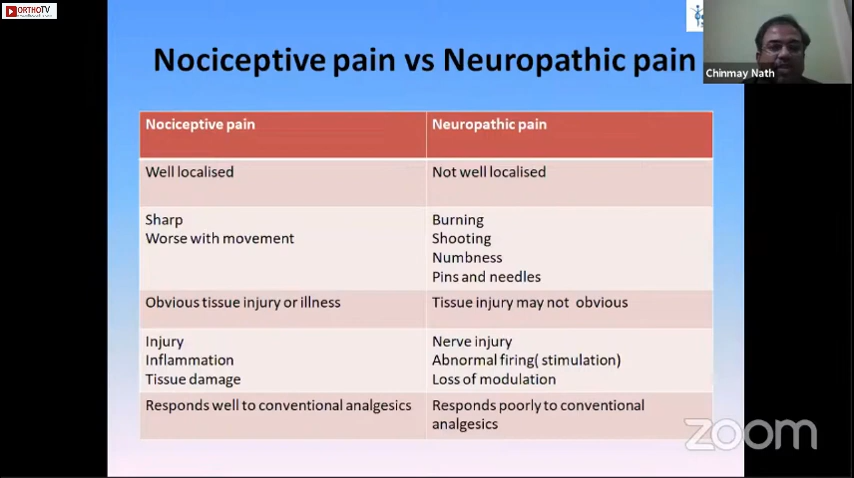 ORTHOTV
Nociceptive pain vs Neuropathic pain
Chinmay Nath
Nociceptive pain
Neuropathic pain
Well localised
Not well localised
Sharp
Worse with movement
Burning
Shooting
Numbness
Pins and needles
Obvious tissue injury or illness
Tissue injury may not  obvious
Injury
Inflammation
Tissue damage
Nerve injury
Abnormal firing( stimulation)
Loss of modulation
Responds well to conventional analgesics
Responds poorly to conventional
analgesics
zoom